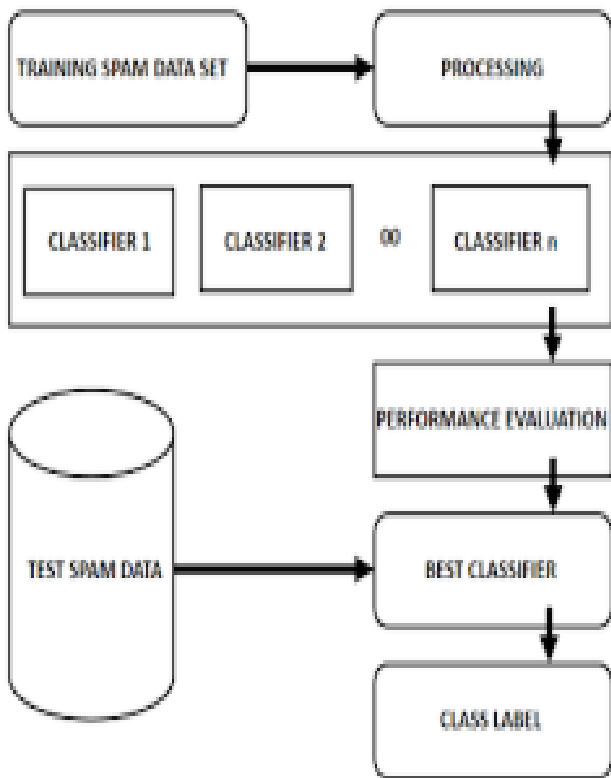 TRAINING SPAM DATA SET
PROCESSING
CLASSIFIER 1
CLASSIFIER 2
00
CLASSIFIER n
PERFORMANCE EVALUATION
TEST SPAM DATA
BEST CLASSIFIER
CLASS LABEL